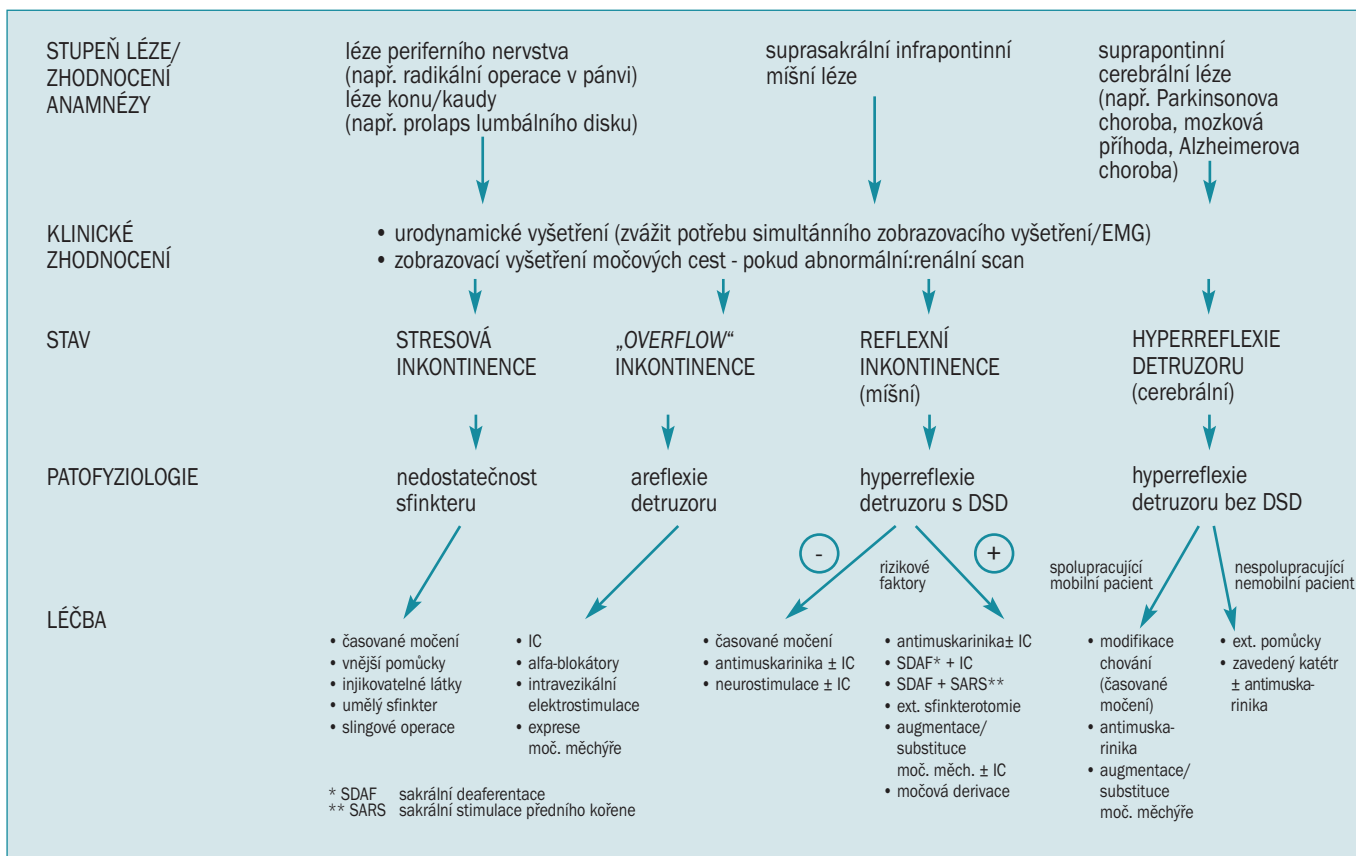 STUPEŇ LÉZE/
ZHODNOCENÍ
ANAMNÉZY
léze periferního nervstva
(např. radikální operace v pánvi)
léze konu/kaudy
(např. prolaps lumbálního disku)
suprasakrální infrapontinní
míšní léze
suprapontinní
cerebrální léze
(např. Parkinsonova
choroba, mozková
příhoda, Alzheimerova
choroba)
KLINICKÉ
ZHODNOCENÍ
• urodynamické vyšetření (zvážit potřebu simultánního zobrazovacího vyšetření/EMG)
• zobrazovací vyšetření močových cest - pokud abnormální:renální scan
STAV
STRESOVÁ
INKONTINENCE
„OVERFLOW“
INKONTINENCE
REFLEXNÍ
INKONTINENCE
(míšní)
HYPERREFLEXIE
DETRUZORU
(cerebrální)
PATOFYZIOLOGIE
nedostatečnost
sfinkteru
areflexie
detruzoru
hyperreflexie
detruzoru s DSD
hyperreflexie
detruzoru bez DSD
-
rizikové
faktory
+
spolupracující
mobilní pacient
nespolupracující
nemobilní pacient
LÉČBA
• časované močení
• vnější pomůcky
• injikovatelné látky
• umělý sfinkter
• slingové operace
• IC
• alfa-blokátory
• intravezikální
elektrostimulace
• exprese
moč. měchýře
• časované močení
• antimuskarinika ± IC
• neurostimulace ± IC
• antimuskarinika± IC
• SDAF* + IC
• SDAF + SARS**
• ext. sfinkterotomie
• augmentace/
substituce
moč. měch. ± IC
• močová derivace
• modifikace
chování
(časované
močení)
• antimuska-
rinika
• augmentace/
substituce
moč. měchýře
• ext. pomůcky
• zavedený katétr
± antimuska-
rinika
* SDAF sakrální deaferentace
** SARS sakrální stimulace předního kořene